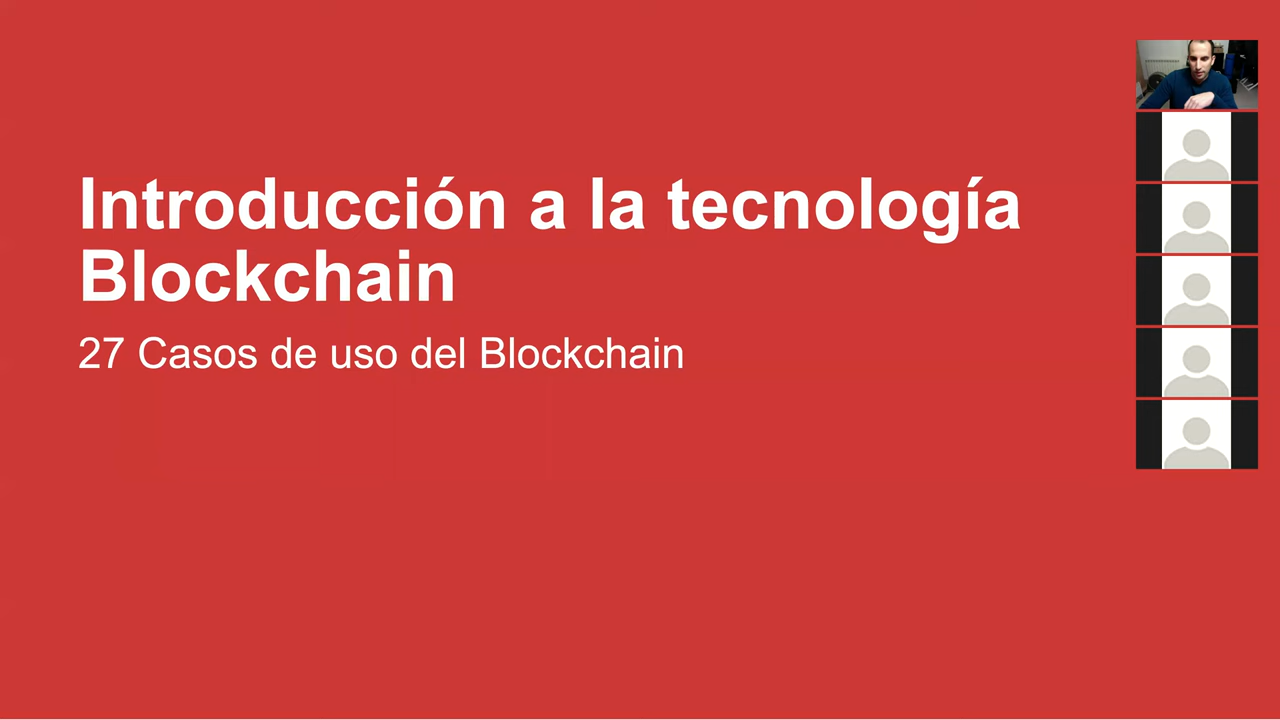 Introducción a la tecnología
Blockchain
27 Casos de uso del Blockchain